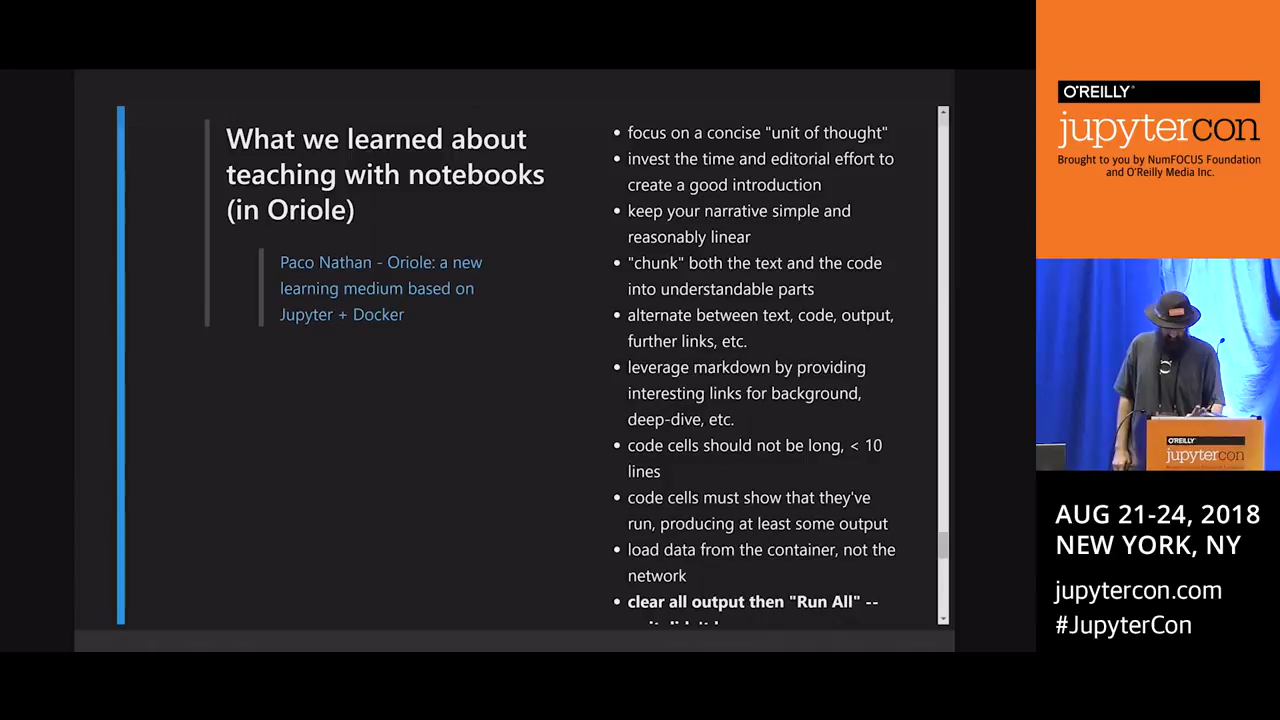 What we learned about
teaching with notebooks
(in Oriole)
Paco Nathan - Oriole: a new
learning medium based on
Jupyter + Docker
• focus on a concise "unit of thought"
• invest the time and editorial effort to
create a good introduction
• keep your narrative simple and
reasonably linear
• "chunk" both the text and the code
into understandable parts
• alternate between text, code, output,
further links, etc.
• leverage markdown by providing
interesting links for background,
deep-dive, etc.
• code cells should not be long, < 10
lines
• code cells must show that they've
run, producing at least some output
• load data from the container, not the
network
• clear all output then "Run All" --
O'REILLY®
jupytercon
Brought to you by NumFOCUS Foundation
and O'Reilly Media Inc.
O'REILLY
jupytercon
AUG 21-24, 2018
NEW YORK, NY
jupytercon.com
#JupyterCon